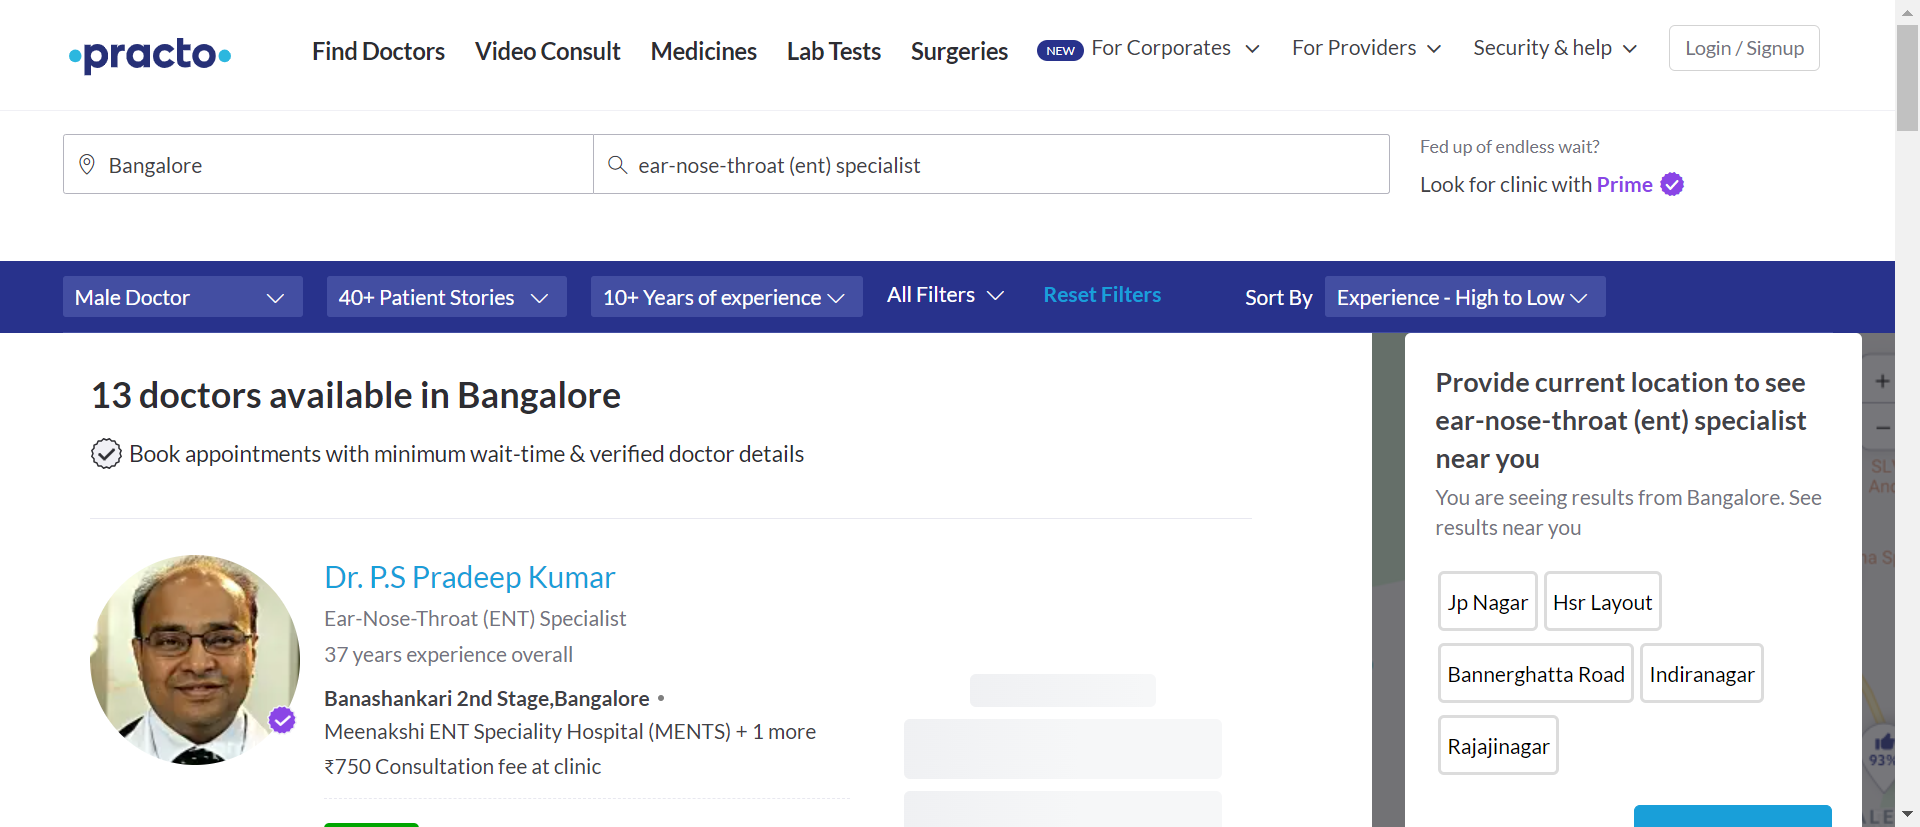 practo
Find Doctors
Video Consult
Medicines
Lab Tests
Surgeries
NEW For Corporates
For Providers
Security & help
Login / Signup
Bangalore
ear-nose-throat (ent) specialist
Fed up of endless wait?
Look for clinic with Prime
Male Doctor
40+ Patient Stories
10+ Years of experience
All Filters
Reset Filters
Sort By
Experience - High to Low
13 doctors available in Bangalore
Book appointments with minimum wait-time & verified doctor details
Dr. P.S Pradeep Kumar
Ear-Nose-Throat (ENT) Specialist
37 years experience overall
Banashankari 2nd Stage,Bangalore •
Meenakshi ENT Speciality Hospital (MENTS) + 1 more
₹750 Consultation fee at clinic
Provide current location to see
ear-nose-throat (ent) specialist
near you
You are seeing results from Bangalore. See
results near you
Jp Nagar
Hsr Layout
Bannerghatta Road
Indiranagar
Rajajinagar
+
−
93%